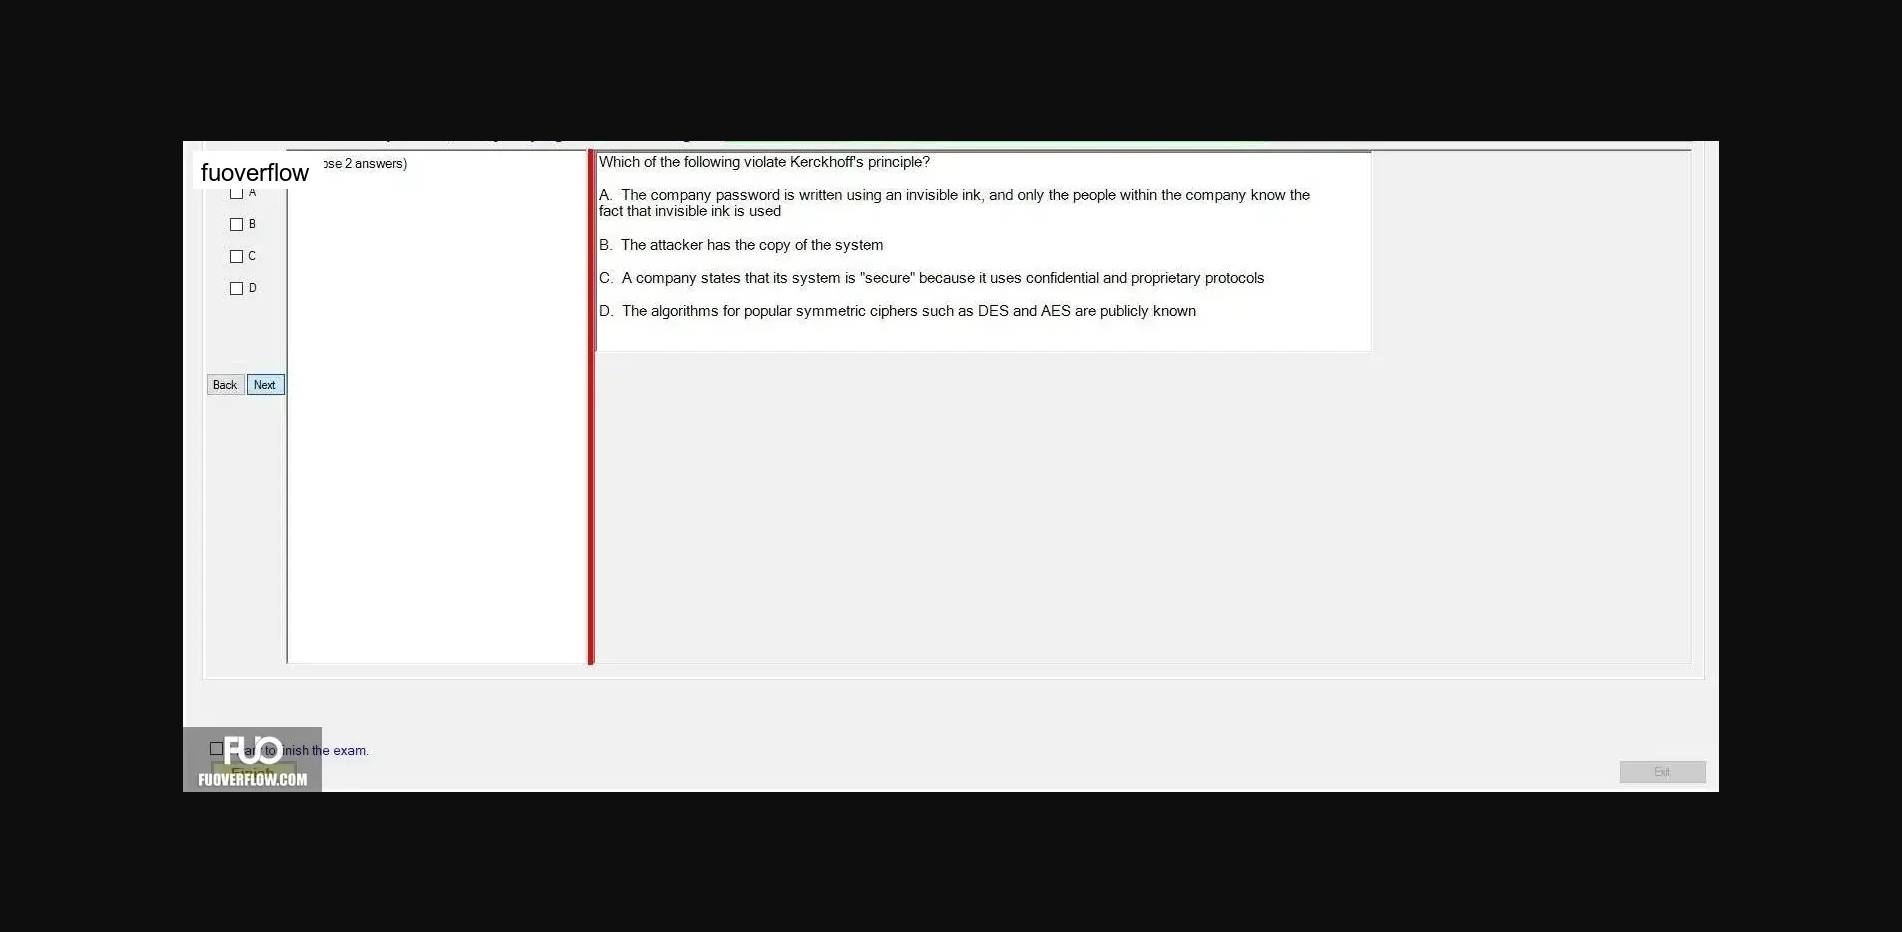 fuoverflow
ose 2 answers)
A
B
C
D
Back Next
Which of the following violate Kerckhoff's principle?
A. The company password is written using an invisible ink, and only the people within the company know the
fact that invisible ink is used
B. The attacker has the copy of the system
C. A company states that its system is "secure" because it uses confidential and proprietary protocols
D. The algorithms for popular symmetric ciphers such as DES and AES are publicly known
to finish the exam.
FUO
Finish
FUOVERFLOW.COM
Exit